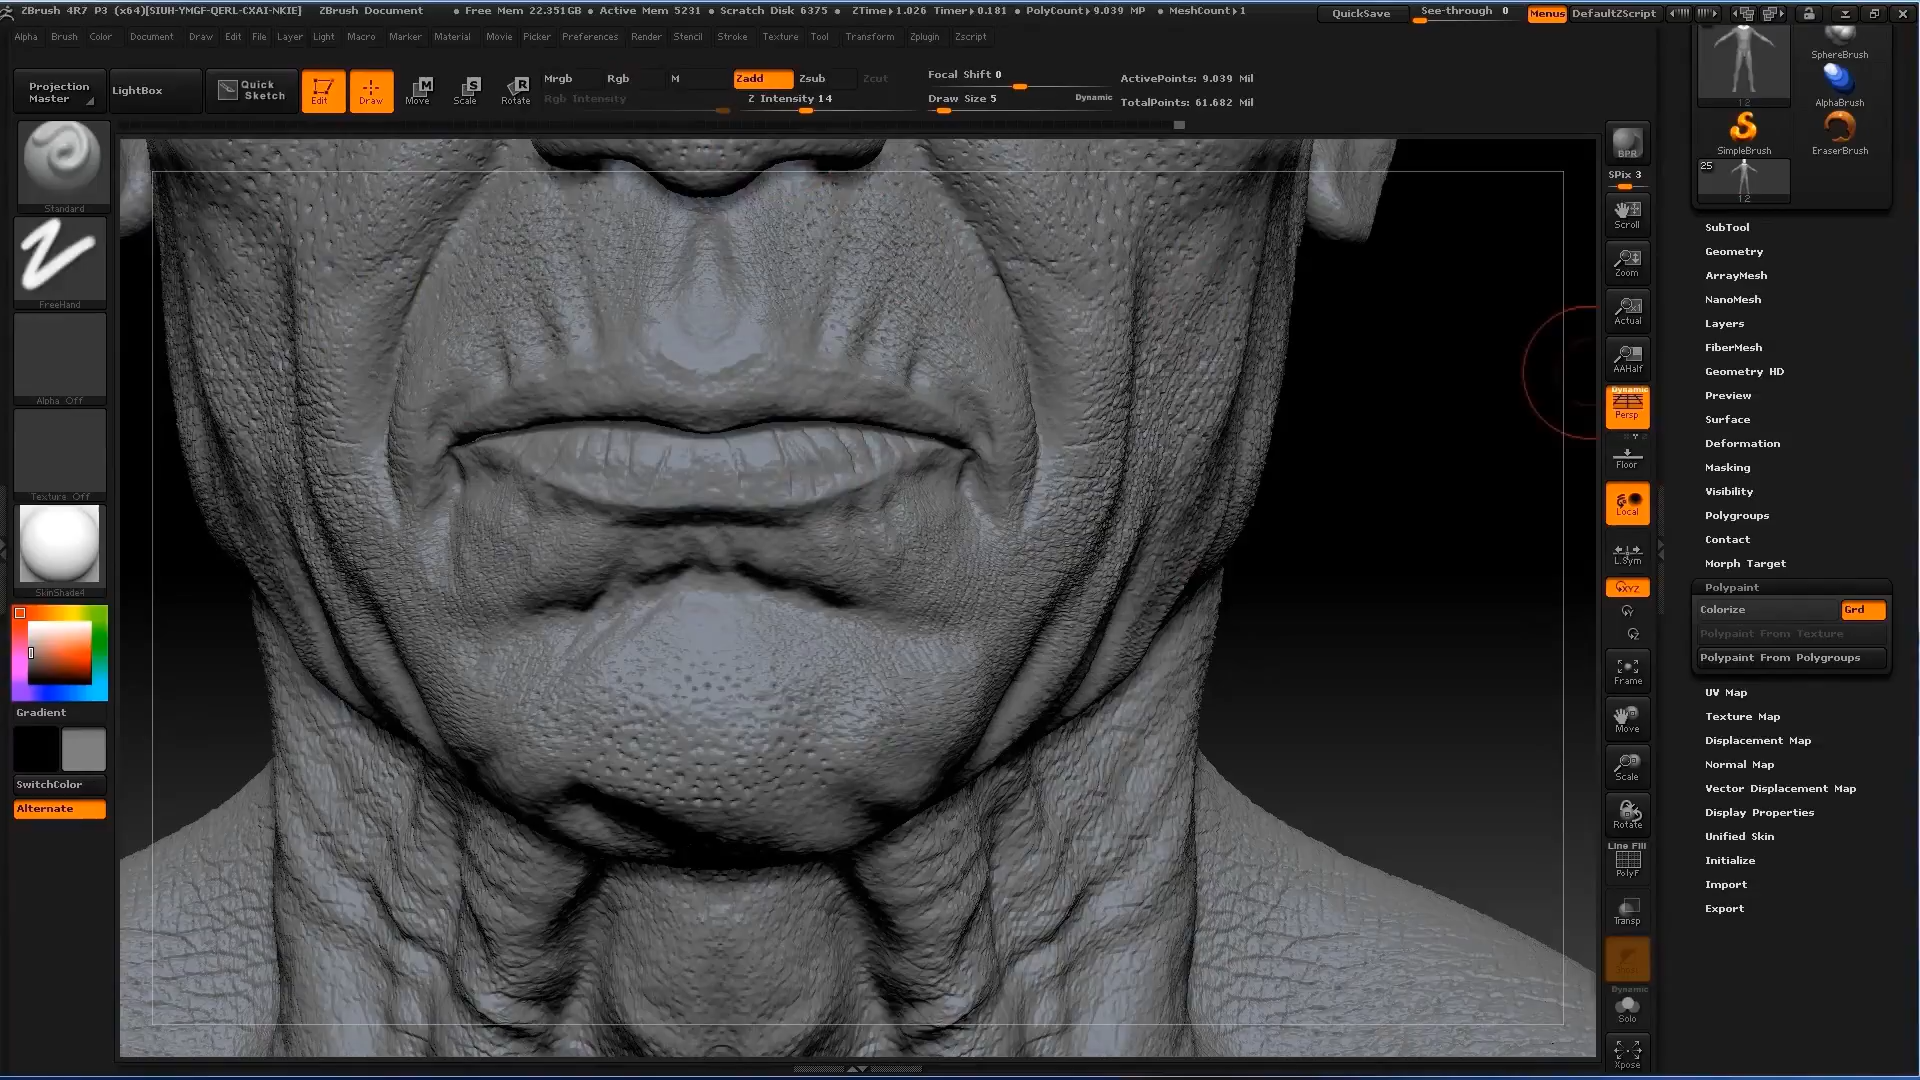 ZBrush 4R7 P3 (x64)[SIUH-YMGF-QERL-CXAI-NKIE] ZBrush Document • Free Mem 22.351GB • Active Mem 5231 • Scratch Disk 6375 • ZTime▸1.026 Timer▸0.181 • PolyCount▸9.039 MP • MeshCount▸1 QuickSave See-through 0 Menus DefaultZScript
Alpha Brush Color Document Draw Edit File Layer Light Macro Marker Material Movie Picker Preferences Render Stencil Stroke Texture Tool Transform Zplugin Zscript
Projection Master
LightBox
Quick Sketch
Edit
Draw
Move
Scale
Rotate
Mrgb Rgb M Zadd Zsub Zcut
Rgb Intensity Z Intensity 14
Focal Shift 0
Draw Size 5 Dynamic
ActivePoints: 9.039 Mil
TotalPoints: 61.682 Mil
Standard
FreeHand
Alpha Off
Texture Off
SkinShade4
Gradient
SwitchColor
Alternate
BPR
SPix 3
Scroll
Zoom
Actual
AAHalf
Dynamic
Persp
Floor
Local
L.Sym
XYZ
Frame
Move
Scale
Rotate
Line Fill
PolyF
Transp
Dynamic
Solo
Xpose
12
SphereBrush
AlphaBrush
SimpleBrush
EraserBrush
25
12
SubTool
Geometry
ArrayMesh
NanoMesh
Layers
FiberMesh
Geometry HD
Preview
Surface
Deformation
Masking
Visibility
Polygroups
Contact
Morph Target
Polypaint
Colorize Grd
Polypaint From Texture
Polypaint From Polygroups
UV Map
Texture Map
Displacement Map
Normal Map
Vector Displacement Map
Display Properties
Unified Skin
Initialize
Import
Export